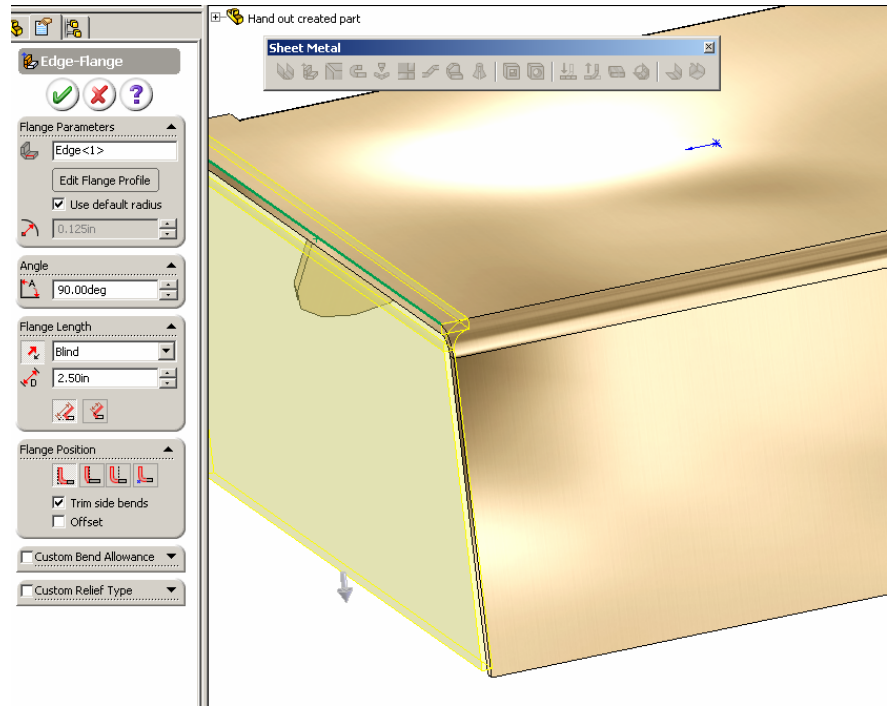 Hand out created part
Sheet Metal
Edge-Flange
?
Flange Parameters
Edge<1>
Edit Flange Profile
Use default radius
0.125in
Angle
A
90.00deg
Flange Length
Blind
D
2.50in
Flange Position
Trim side bends
Offset
Custom Bend Allowance
Custom Relief Type